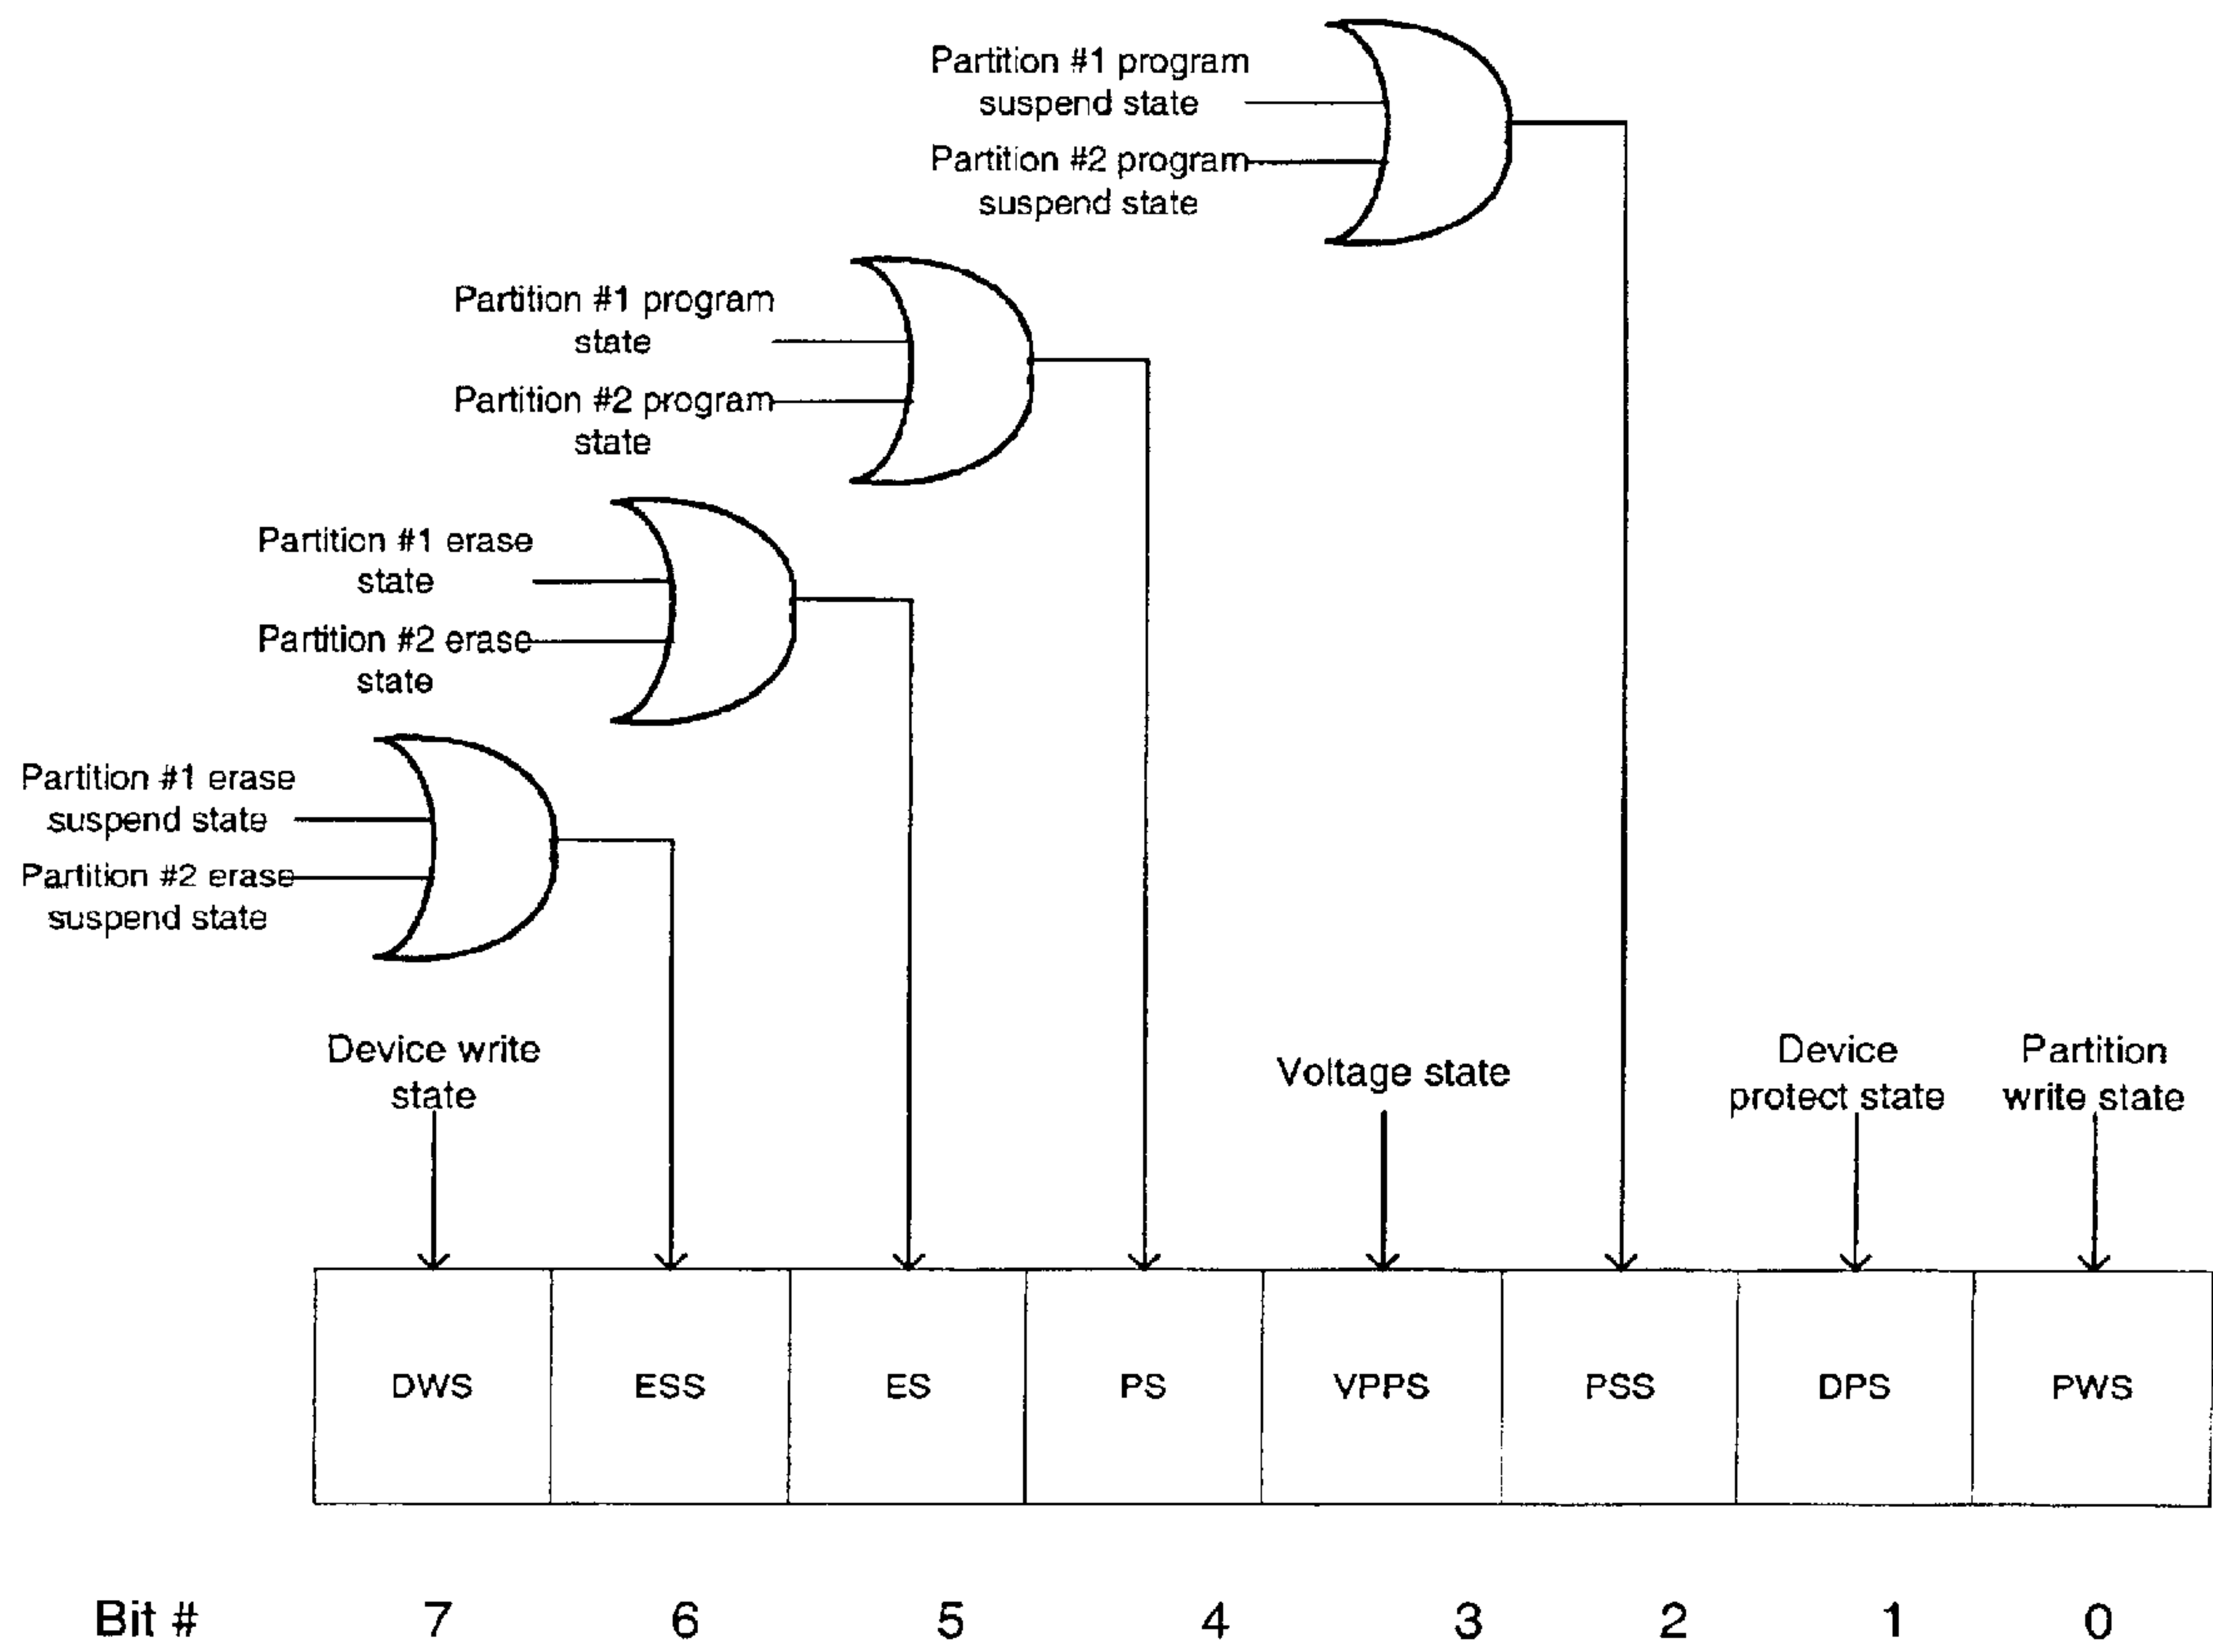 Partition #1 program
suspend state
Partition #2 program
suspend state
Partition #1 program
state
Partition #2 program
state
Partition #1 erase
state
Partition #2 erase
state
Partition #1 erase
suspend state
Partition #2 erase
suspend state
Device write
state
Voltage state
Device
protect state
Partition
write state
DWS ESS ES PS VPPS PSS DPS PWS
Bit # 7 6 5 4 3 2 1 0